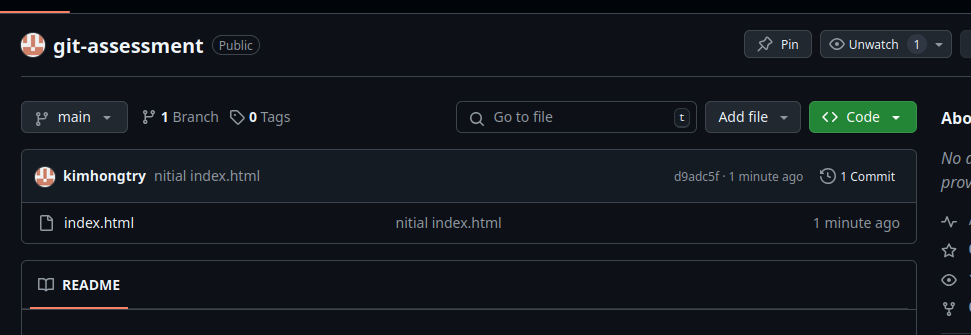 git-assessment Public Pin Unwatch 1
main 1 Branch 0 Tags Go to file t Add file Code
kimhongtry nitial index.html d9adc5f · 1 minute ago 1 Commit
index.html nitial index.html 1 minute ago
README
Abo
No
prov